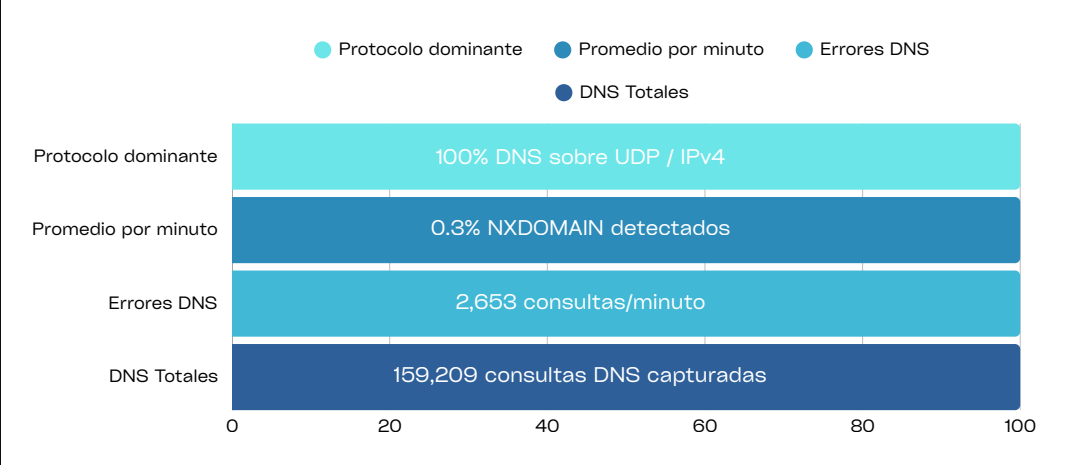 Protocolo dominante Promedio por minuto Errores DNS
DNS Totales
Protocolo dominante 100% DNS sobre UDP / IPv4
Promedio por minuto 0.3% NXDOMAIN detectados
Errores DNS 2,653 consultas/minuto
DNS Totales 159,209 consultas DNS capturadas
0 20 40 60 80 100